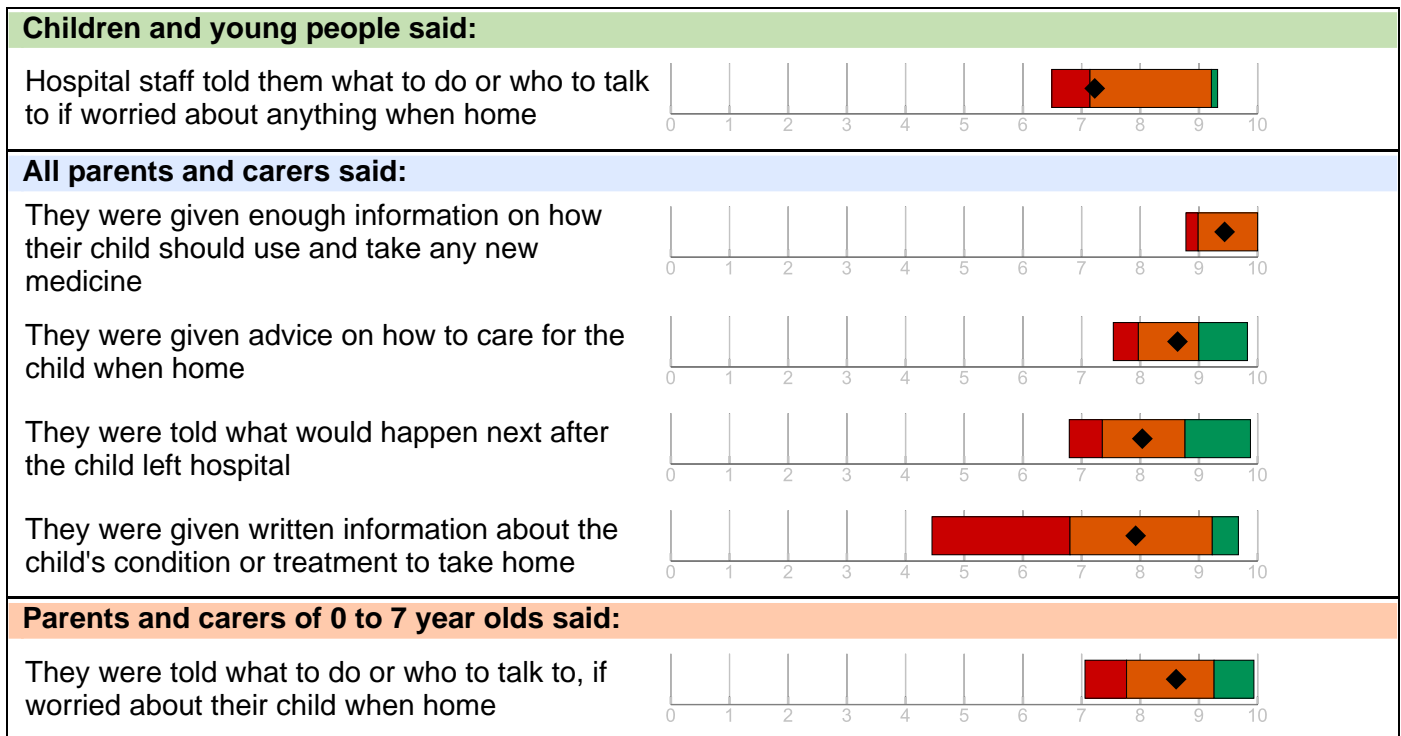 Children and young people said:
Hospital staff told them what to do or who to talk
to if worried about anything when home
0 1 2 3 4 5 6 7 8 9 10
All parents and carers said:
They were given enough information on how
their child should use and take any new
medicine
0 1 2 3 4 5 6 7 8 9 10
They were given advice on how to care for the
child when home
0 1 2 3 4 5 6 7 8 9 10
They were told what would happen next after
the child left hospital
0 1 2 3 4 5 6 7 8 9 10
They were given written information about the
child's condition or treatment to take home
0 1 2 3 4 5 6 7 8 9 10
Parents and carers of 0 to 7 year olds said:
They were told what to do or who to talk to, if
worried about their child when home
0 1 2 3 4 5 6 7 8 9 10